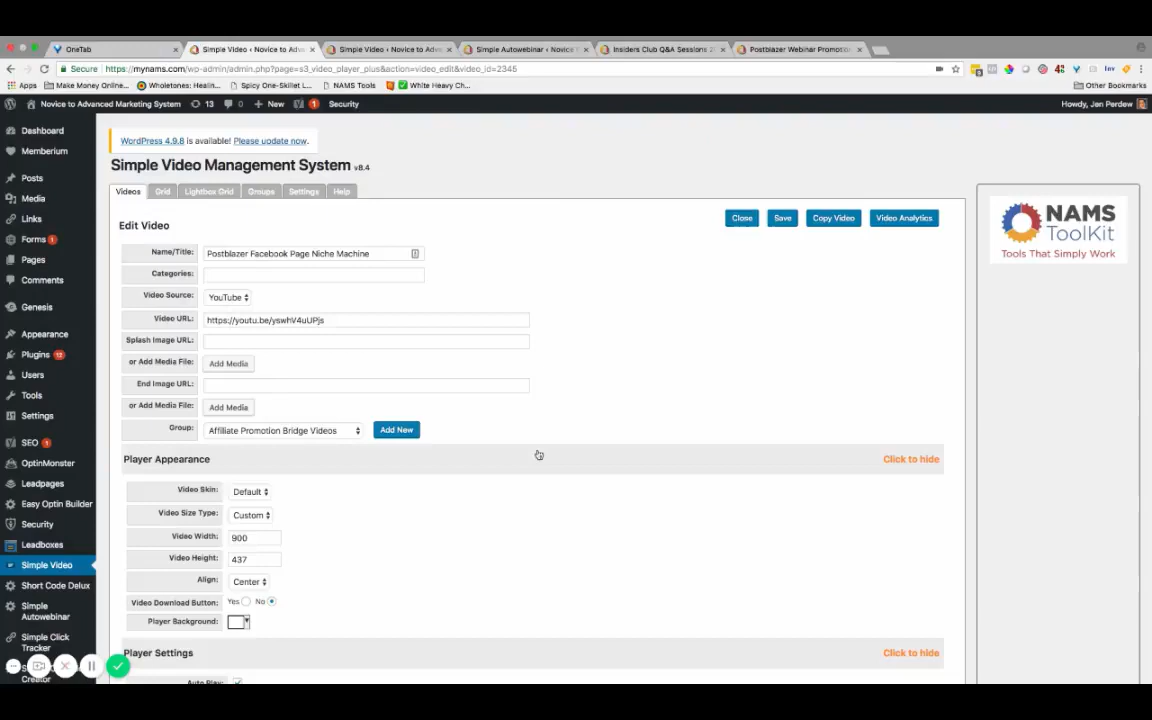 OneTab
Simple Video ‹ Novice to Adva
Simple Video ‹ Novice to Adv
Simple Autowebinar ‹ Novice t
Insiders Club Q&A Sessions 2
Postblazer Webinar Promotion
Secure https://mynams.com/wp-admin/admin.php?page=s3_video_player_plus&action=video_edit&video_id=2345
Apps Make Money Online... Wholetones: Healin... Spicy One-Skillet L... NAMS Tools White Heavy Ch... Other Bookmarks
Novice to Advanced Marketing System 13 0 New 1 Security Howdy, Jen Perdew
Dashboard
Memberium
Posts
Media
Links
Forms 1
Pages
Comments
Genesis
Appearance
Plugins 12
Users
Tools
Settings
SEO 1
OptinMonster
Leadpages
Easy Optin Builder
Security
Leadboxes
Simple Video
Short Code Delux
Simple
Autowebinar
Simple Click
Tracker
Creator
WordPress 4.9.8 is available! Please update now.
Simple Video Management System v8.4
Videos Grid Lightbox Grid Groups Settings Help
Edit Video
Close Save Copy Video Video Analytics
Name/Title: Postblazer Facebook Page Niche Machine
Categories:
Video Source: YouTube
Video URL: https://youtu.be/yswhV4uUPjs
Splash Image URL:
or Add Media File: Add Media
End Image URL:
or Add Media File: Add Media
Group: Affiliate Promotion Bridge Videos Add New
Player Appearance Click to hide
Video Skin: Default
Video Size Type: Custom
Video Width: 900
Video Height: 437
Align: Center
Video Download Button: Yes No
Player Background:
Player Settings Click to hide
Auto Play:
NAMS
ToolKit
Tools That Simply Work